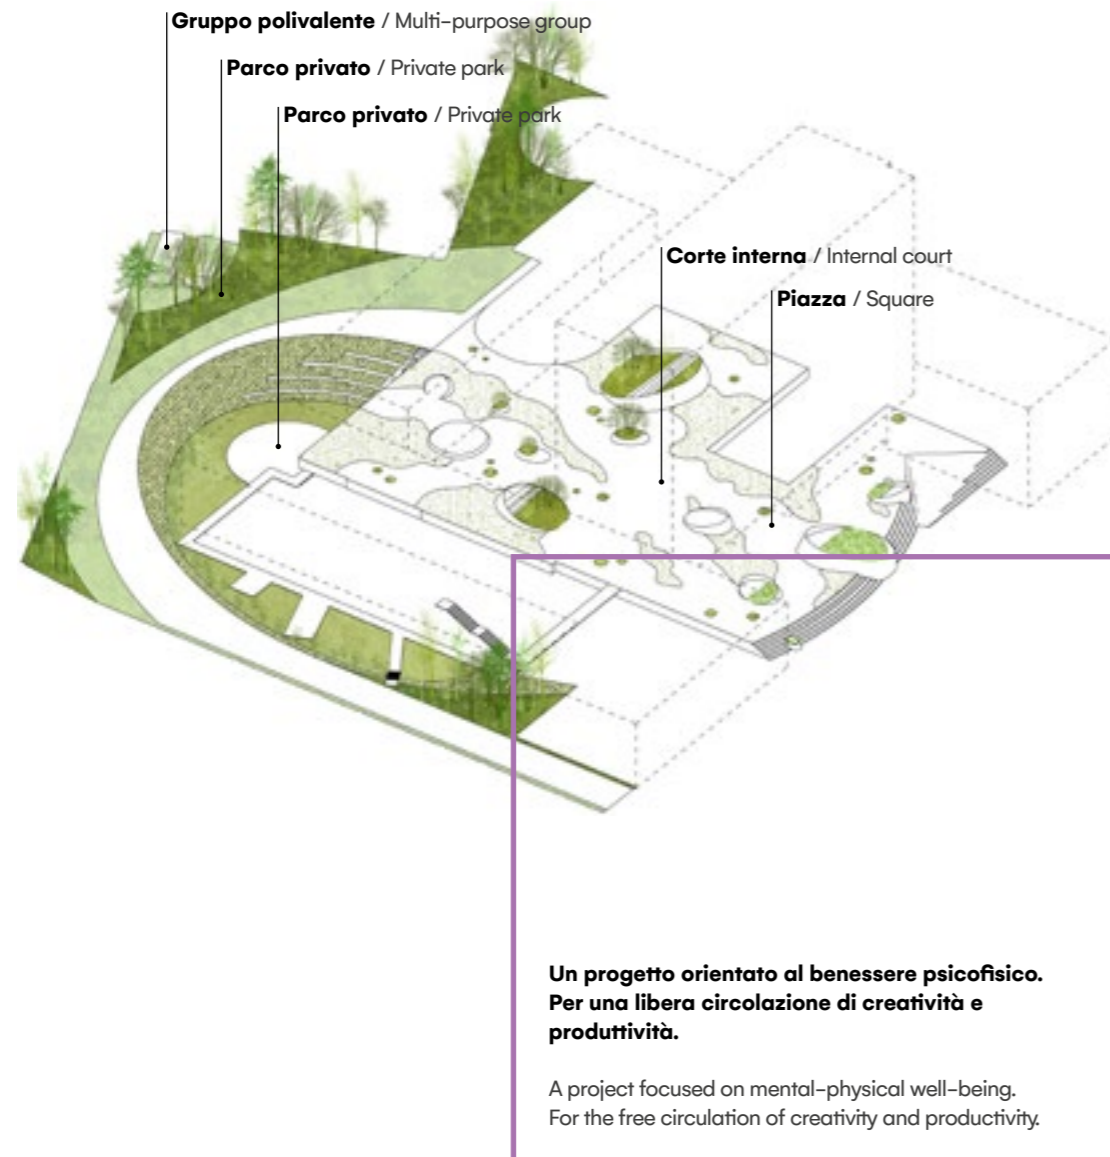 Gruppo polivalente / Multi-purpose group
Parco privato / Private park
Parco privato / Private park
Corte interna / Internal court
Piazza / Square
Un progetto orientato al benessere psicofisico.
Per una libera circolazione di creatività e
produttività.
A project focused on mental-physical well-being.
For the free circulation of creativity and productivity.